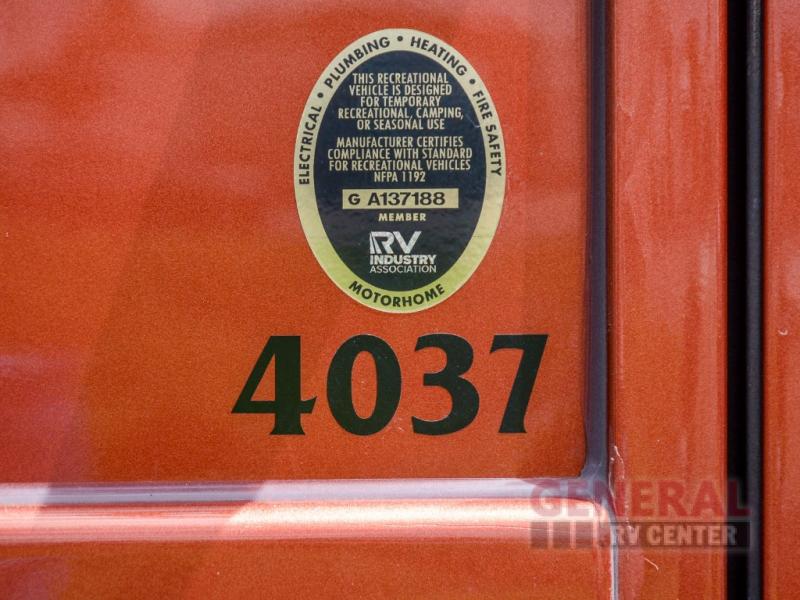 ELECTRICAL • PLUMBING • HEATING • FIRE SAFETY
THIS RECREATIONAL
VEHICLE IS DESIGNED
FOR TEMPORARY
RECREATIONAL, CAMPING,
OR SEASONAL USE
MANUFACTURER CERTIFIES
COMPLIANCE WITH STANDARD
FOR RECREATIONAL VEHICLES
NFPA 1192
G A137188
MEMBER
RV
INDUSTRY
ASSOCIATION
MOTORHOME
4037
GENERAL
RV CENTER